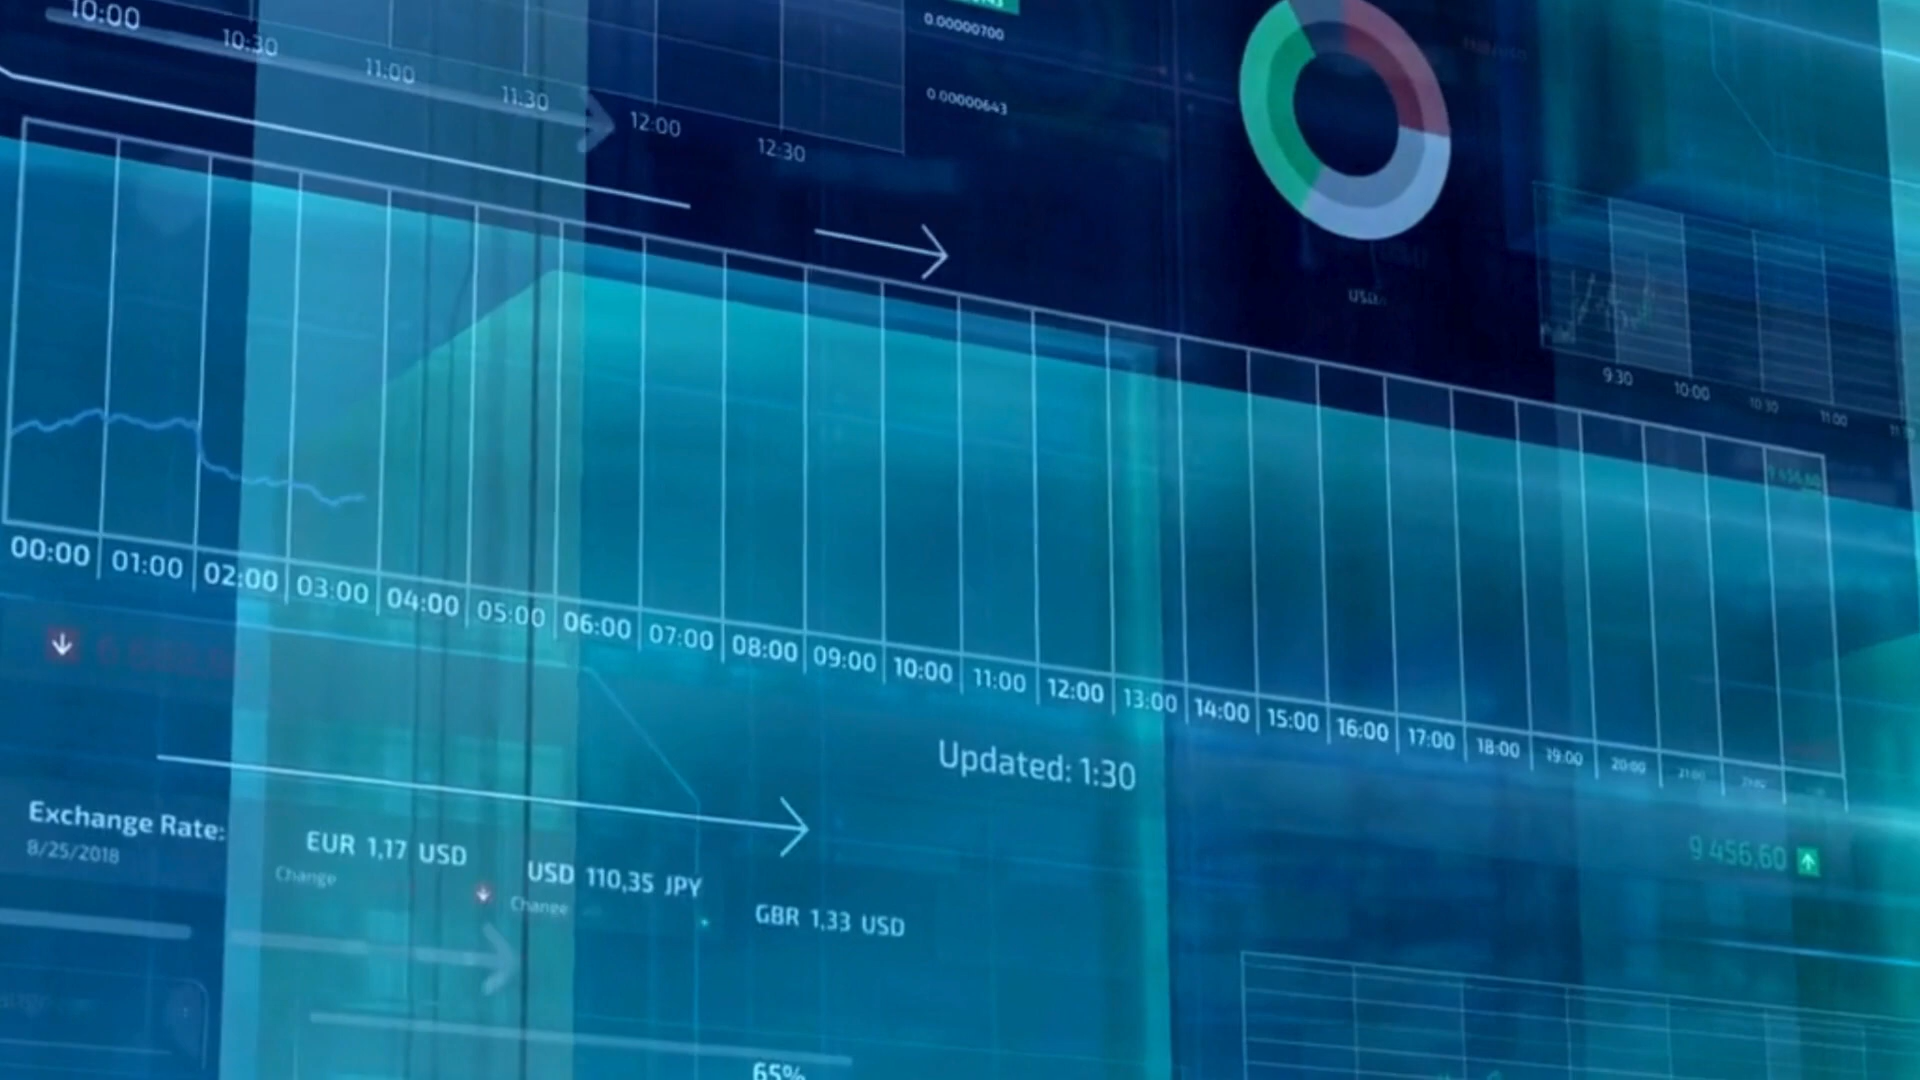 10:00 10:30 11:00 11:30 12:00 12:30
0.00000700
0.00000643
9:30 10:00 10:30 11:00
00:00 01:00 02:00 03:00 04:00 05:00 06:00 07:00 08:00 09:00 10:00 11:00 12:00 13:00 14:00 15:00 16:00 17:00 18:00 19:00 20:00 21:00
Updated: 1:30
9 456,60
Exchange Rate:
8/25/2018
EUR 1,17 USD
Change
USD 110,35 JPY
Change
GBR 1,33 USD
65%